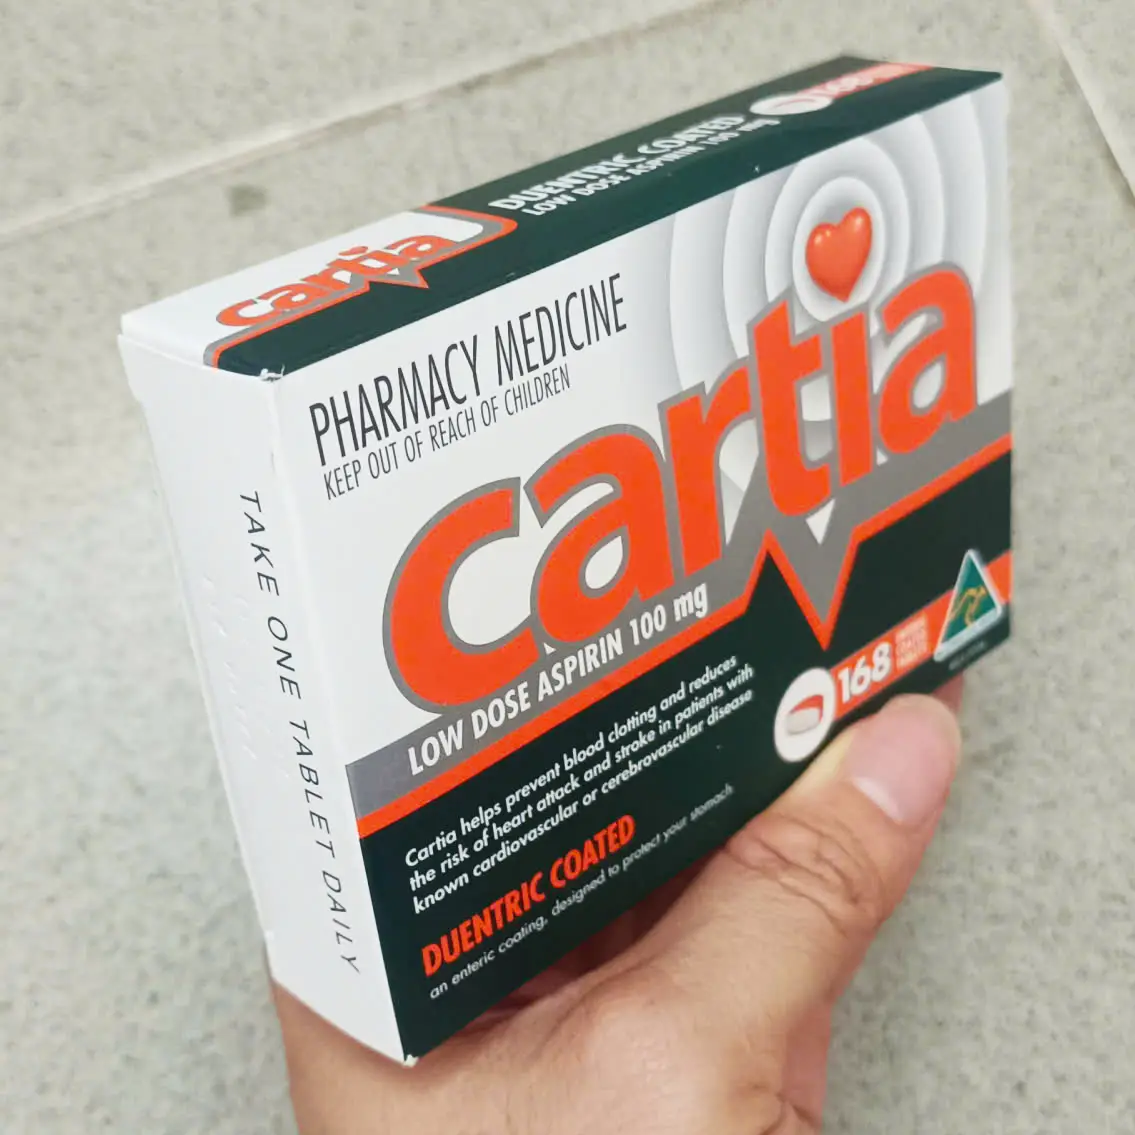 cartia
DUENTRIC COATED
LOW DOSE ASPIRIN 100 mg
PHARMACY MEDICINE
KEEP OUT OF REACH OF CHILDREN
cartia
LOW DOSE ASPIRIN 100 mg
Cartia helps prevent blood clotting and reduces
the risk of heart attack and stroke in patients with
known cardiovascular or cerebrovascular disease
DUENTRIC COATED
an enteric coating, designed to protect your stomach
168
TAKE ONE TABLET DAILY